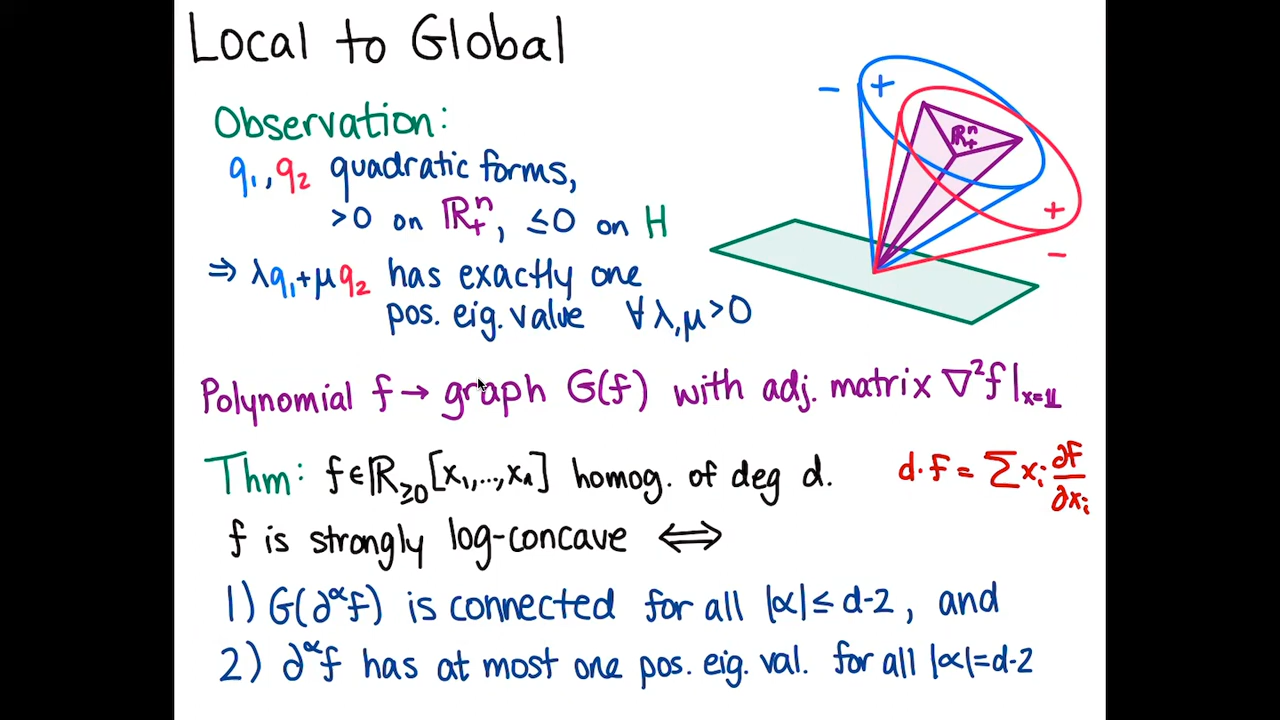 Local to Global
Observation:
q₁, q₂ quadratic forms,
>0 on ℝ₊ⁿ, ≤0 on H
⇒ λq₁+μq₂ has exactly one
pos. eig. value ∀ λ,μ>0
− +
ℝ₊ⁿ
+
−
Polynomial f → graph G(f) with adj. matrix ∇²f|ₓ₌𝟙
Thm: f∈ℝ≥₀[x₁,...,xₙ] homog. of deg d.
d·f = Σ xᵢ ∂f/∂xᵢ
f is strongly log-concave ⟺
1) G(∂^α f) is connected for all |α| ≤ d-2, and
2) ∂^α f has at most one pos. eig. val. for all |α|=d-2